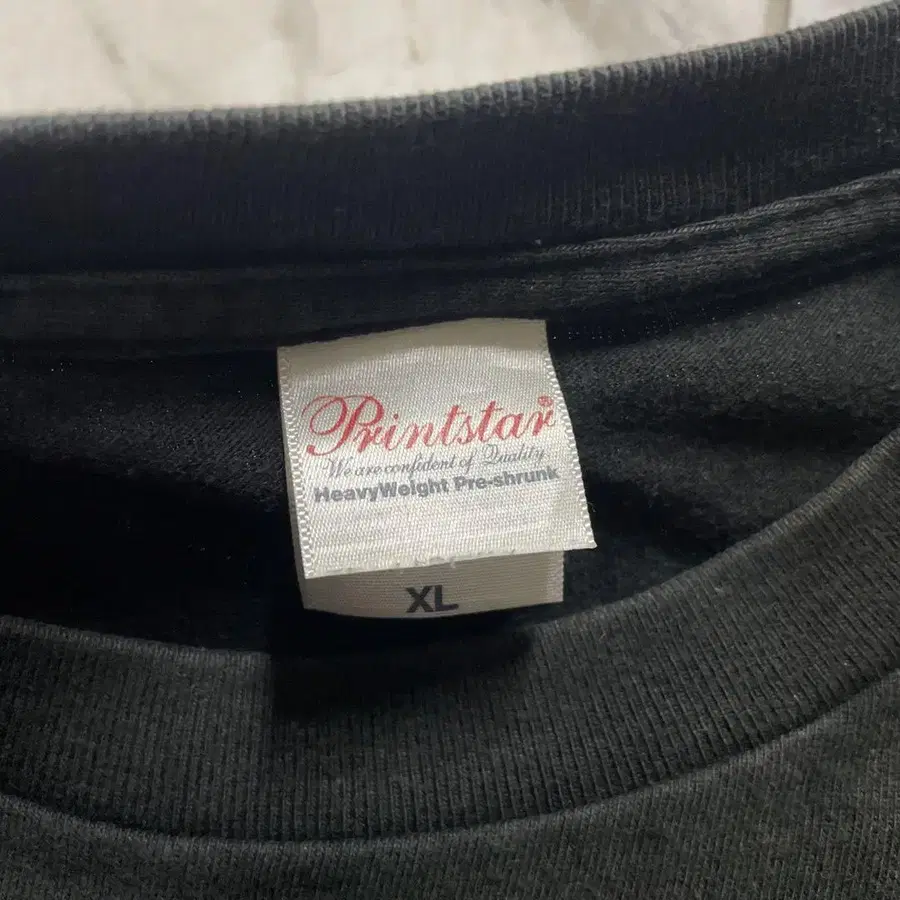 Printstar®
We are confident of Quality
HeavyWeight Pre-shrunk
XL